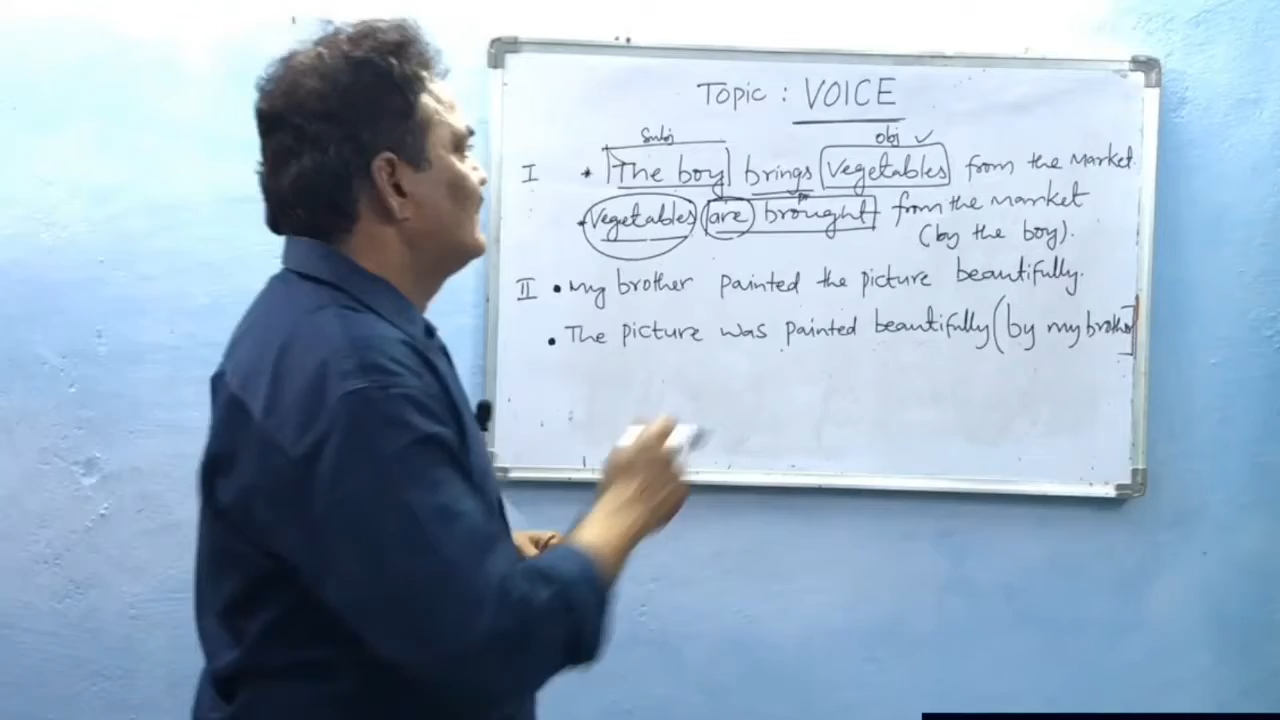 Topic : VOICE
Subj obj ✓
I • The boy brings vegetables from the Market.
• Vegetables are brought from the market
(by the boy).
II • My brother painted the picture beautifully.
• The picture was painted beautifully (by my brother]